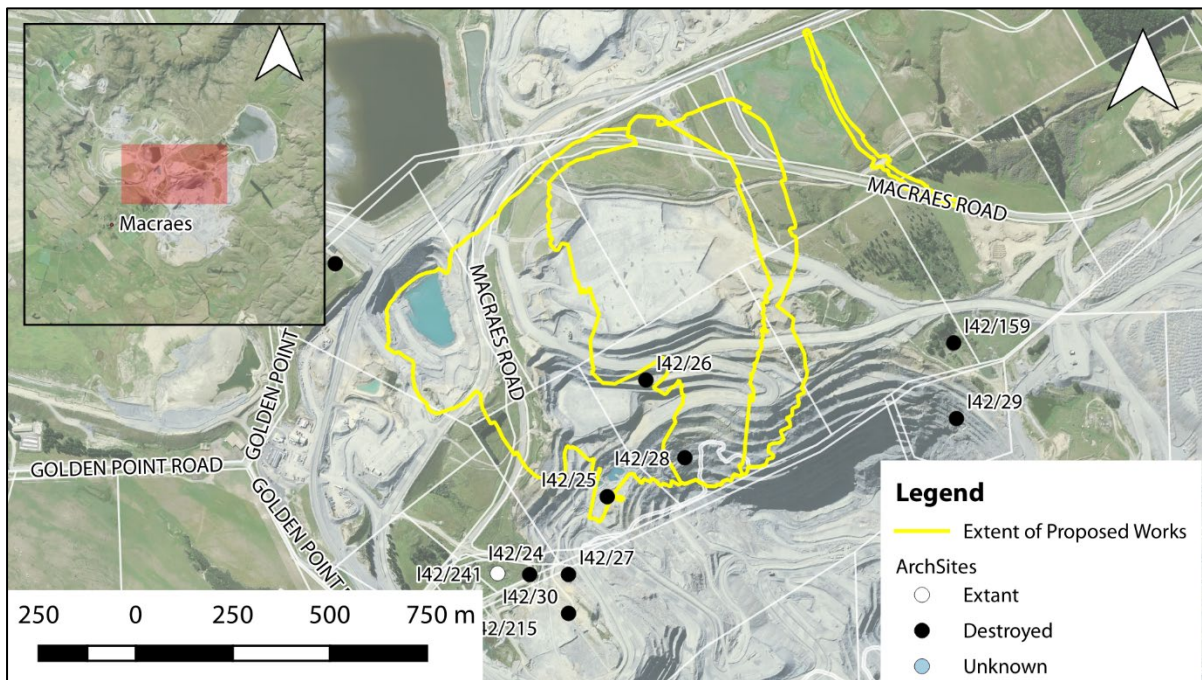 Macraes
MACRAES ROAD
MACRAES ROAD
GOLDEN POINT
GOLDEN POINT ROAD
GOLDEN POINT
I42/159
I42/26
I42/29
I42/28
I42/25
I42/24
I42/27
I42/241
I42/30
I42/215
250 0 250 500 750 m
Legend
Extent of Proposed Works
ArchSites
Extant
Destroyed
Unknown